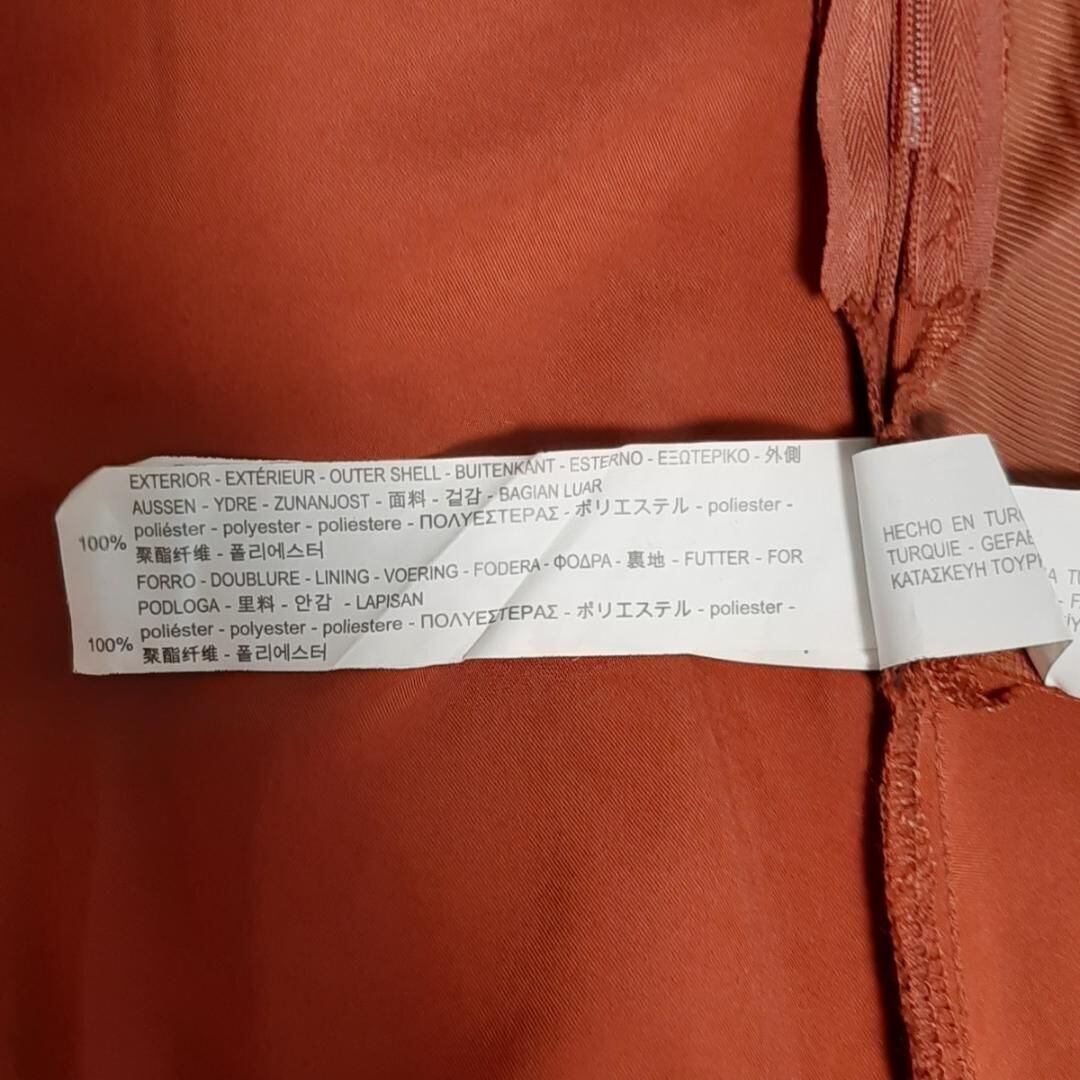 EXTERIOR - EXTÉRIEUR - OUTER SHELL - BUITENKANT - ESTERNO - ΕΞΩΤΕΡΙΚΟ - 外側
AUSSEN - YDRE - ZUNANJOST - 面料 - 겉감 - BAGIAN LUAR
100% poliéster - polyester - poliestere - ΠΟΛΥΕΣΤΕΡΑΣ - ポリエステル - poliester -
聚酯纤维 - 폴리에스터
FORRO - DOUBLURE - LINING - VOERING - FODERA - ΦΟΔΡΑ - 裏地 - FUTTER - FOR
PODLOGA - 里料 - 안감 - LAPISAN
100% poliéster - polyester - poliestere - ΠΟΛΥΕΣΤΕΡΑΣ - ポリエステル - poliester -
聚酯纤维 - 폴리에스터
HECHO EN
TURQUIE -
ΚΑΤΑΣΚΕΥΗ